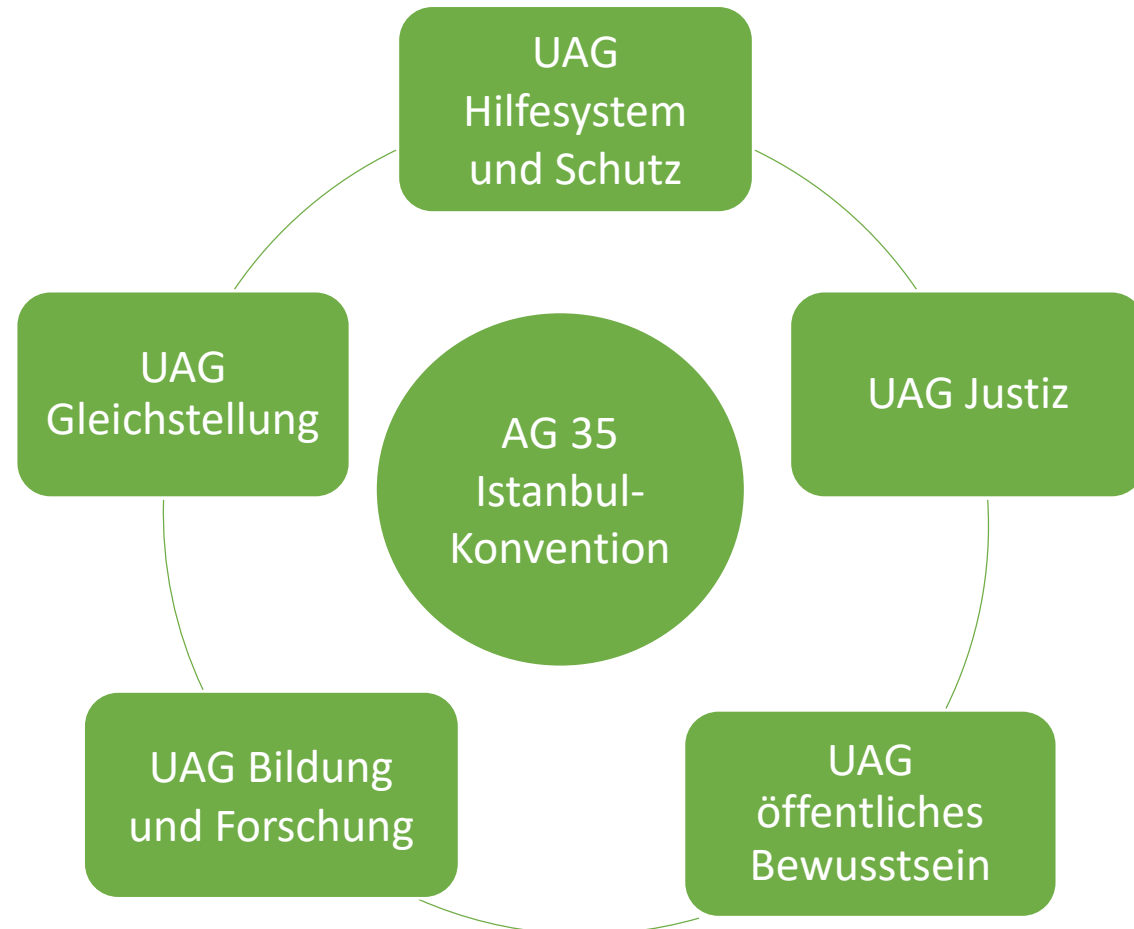 UAG
Hilfesystem
und Schutz
UAG
Gleichstellung
UAG Justiz
AG 35
Istanbul-
Konvention
UAG Bildung
und Forschung
UAG
öffentliches
Bewusstsein